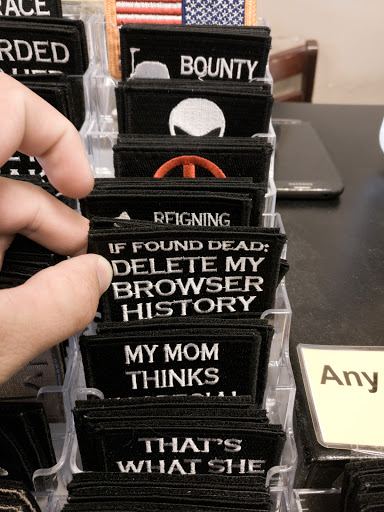 RACE
RDED
BOUNTY
REIGNING
IF FOUND DEAD:
DELETE MY
BROWSER
HISTORY
MY MOM
THINKS
Any
THAT'S
WHAT SHE